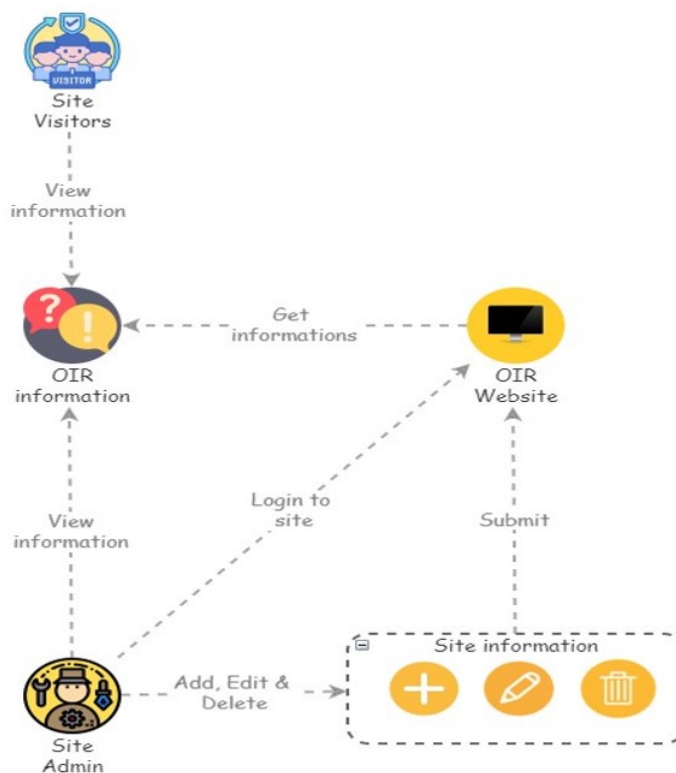 VISITOR
Site
Visitors
View
information
Get
informations
OIR
information
OIR
Website
View
information
Login to
site
Submit
Site information
Add, Edit &
Delete
Site
Admin